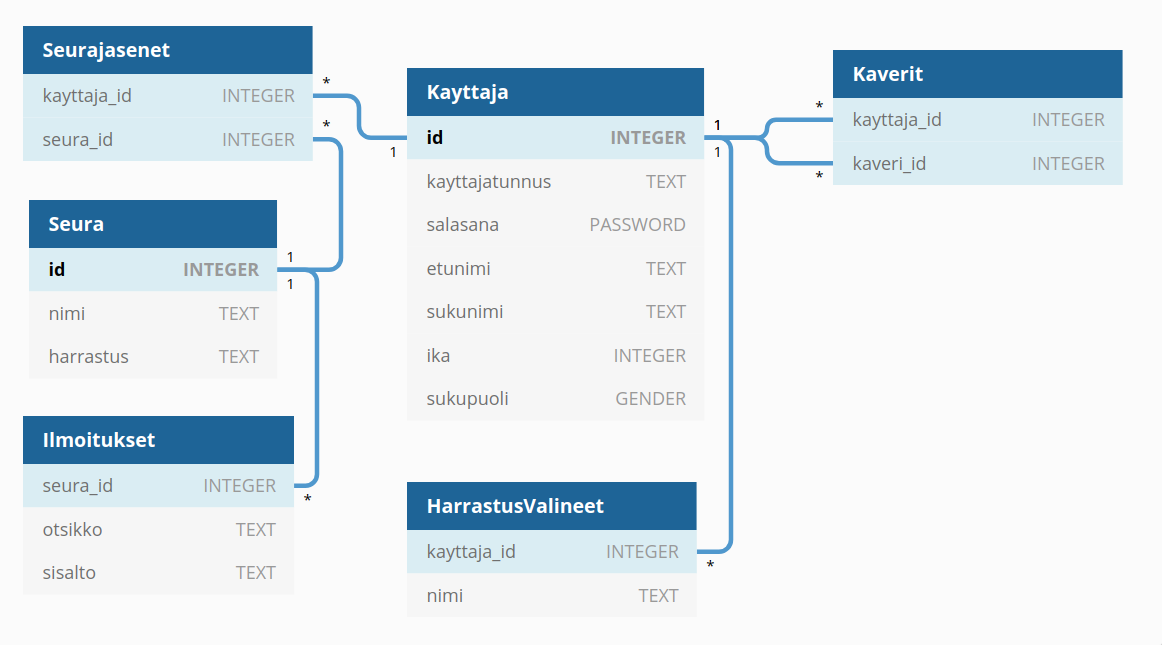 Seurajasenet
kayttaja_id INTEGER *
seura_id INTEGER *
Seura
id INTEGER 1
1
nimi TEXT
harrastus TEXT
Ilmoitukset
seura_id INTEGER *
otsikko TEXT
sisalto TEXT
Kayttaja
1 id INTEGER 1
1
kayttajatunnus TEXT
salasana PASSWORD
etunimi TEXT
sukunimi TEXT
ika INTEGER
sukupuoli GENDER
HarrastusValineet
kayttaja_id INTEGER *
nimi TEXT
Kaverit
* kayttaja_id INTEGER
* kaveri_id INTEGER